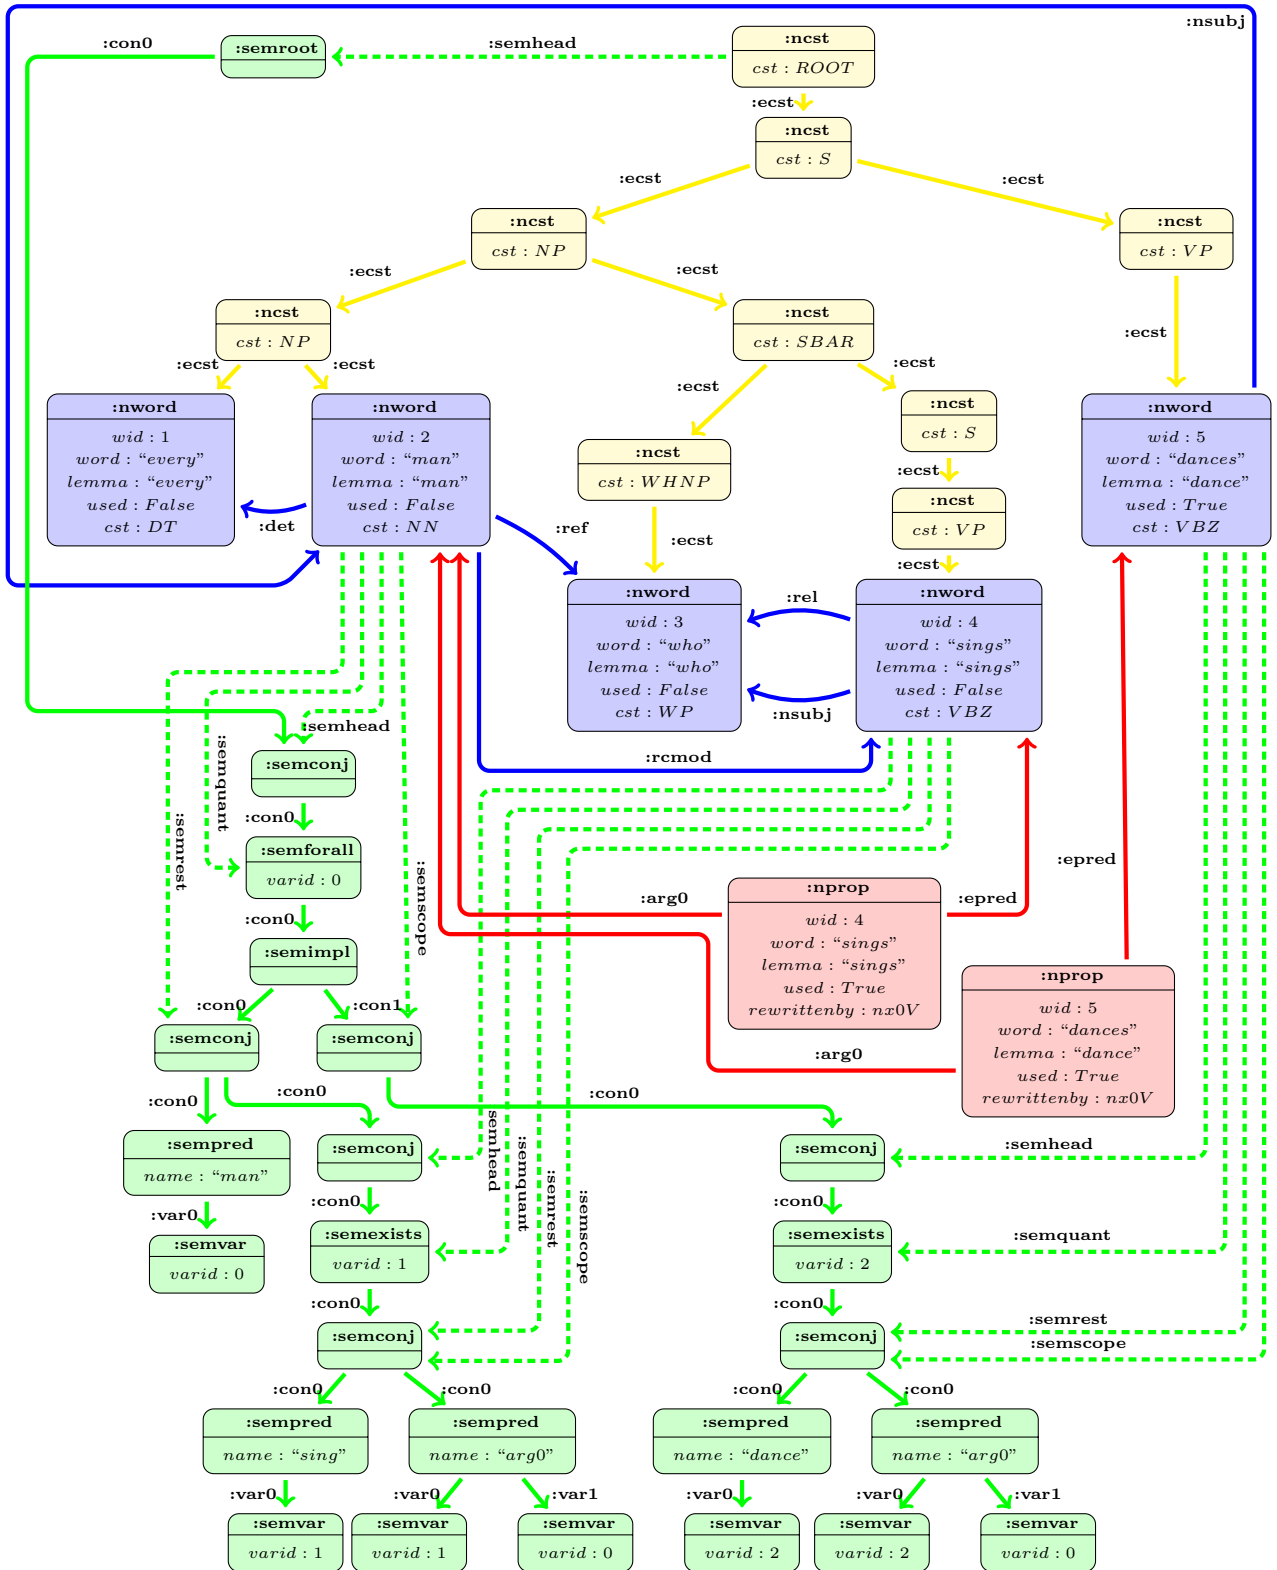 :nsubj
:con0
:semroot
:semhead
:ncst
cst : ROOT
:ecst
:ncst
cst : S
:ecst
:ecst
:ncst
cst : NP
:ncst
cst : VP
:ecst
:ecst
:ncst
cst : NP
:ncst
cst : SBAR
:ecst
:ecst
:ecst
:ecst
:ecst
:nword
wid : 1
word : “every”
lemma : “every”
used : False
cst : DT
:nword
wid : 2
word : “man”
lemma : “man”
used : False
cst : NN
:ncst
cst : S
:nword
wid : 5
word : “dances”
lemma : “dance”
used : True
cst : VBZ
:ncst
cst : WHNP
:ecst
:ncst
cst : VP
:det
:ref
:ecst
:ecst
:nword
wid : 3
word : “who”
lemma : “who”
used : False
cst : WP
:rel
:nsubj
:nword
wid : 4
word : “sings”
lemma : “sings”
used : False
cst : VBZ
:semhead
:semquant
:rcmod
:semconj
:con0
:semrest
:semforall
varid : 0
:semscope
:epred
:con0
:arg0
:nprop
wid : 4
word : “sings”
lemma : “sings”
used : True
rewrittenby : nx0V
:epred
:semimpl
:nprop
wid : 5
word : “dances”
lemma : “dance”
used : True
rewrittenby : nx0V
:con0
:con1
:semconj
:semconj
:arg0
:con0
:con0
:con0
:sempred
name : “man”
:semconj
semhead
:semquant
:semrest
:semscope
:semconj
:semhead
:var0
:con0
:con0
:semvar
varid : 0
:semexists
varid : 1
:semexists
varid : 2
:semquant
:con0
:con0
:semconj
:semconj
:semrest
:semscope
:con0
:con0
:con0
:con0
:sempred
name : “sing”
:sempred
name : “arg0”
:sempred
name : “dance”
:sempred
name : “arg0”
:var0
:var0
:var1
:var0
:var0
:var1
:semvar
varid : 1
:semvar
varid : 1
:semvar
varid : 0
:semvar
varid : 2
:semvar
varid : 2
:semvar
varid : 0